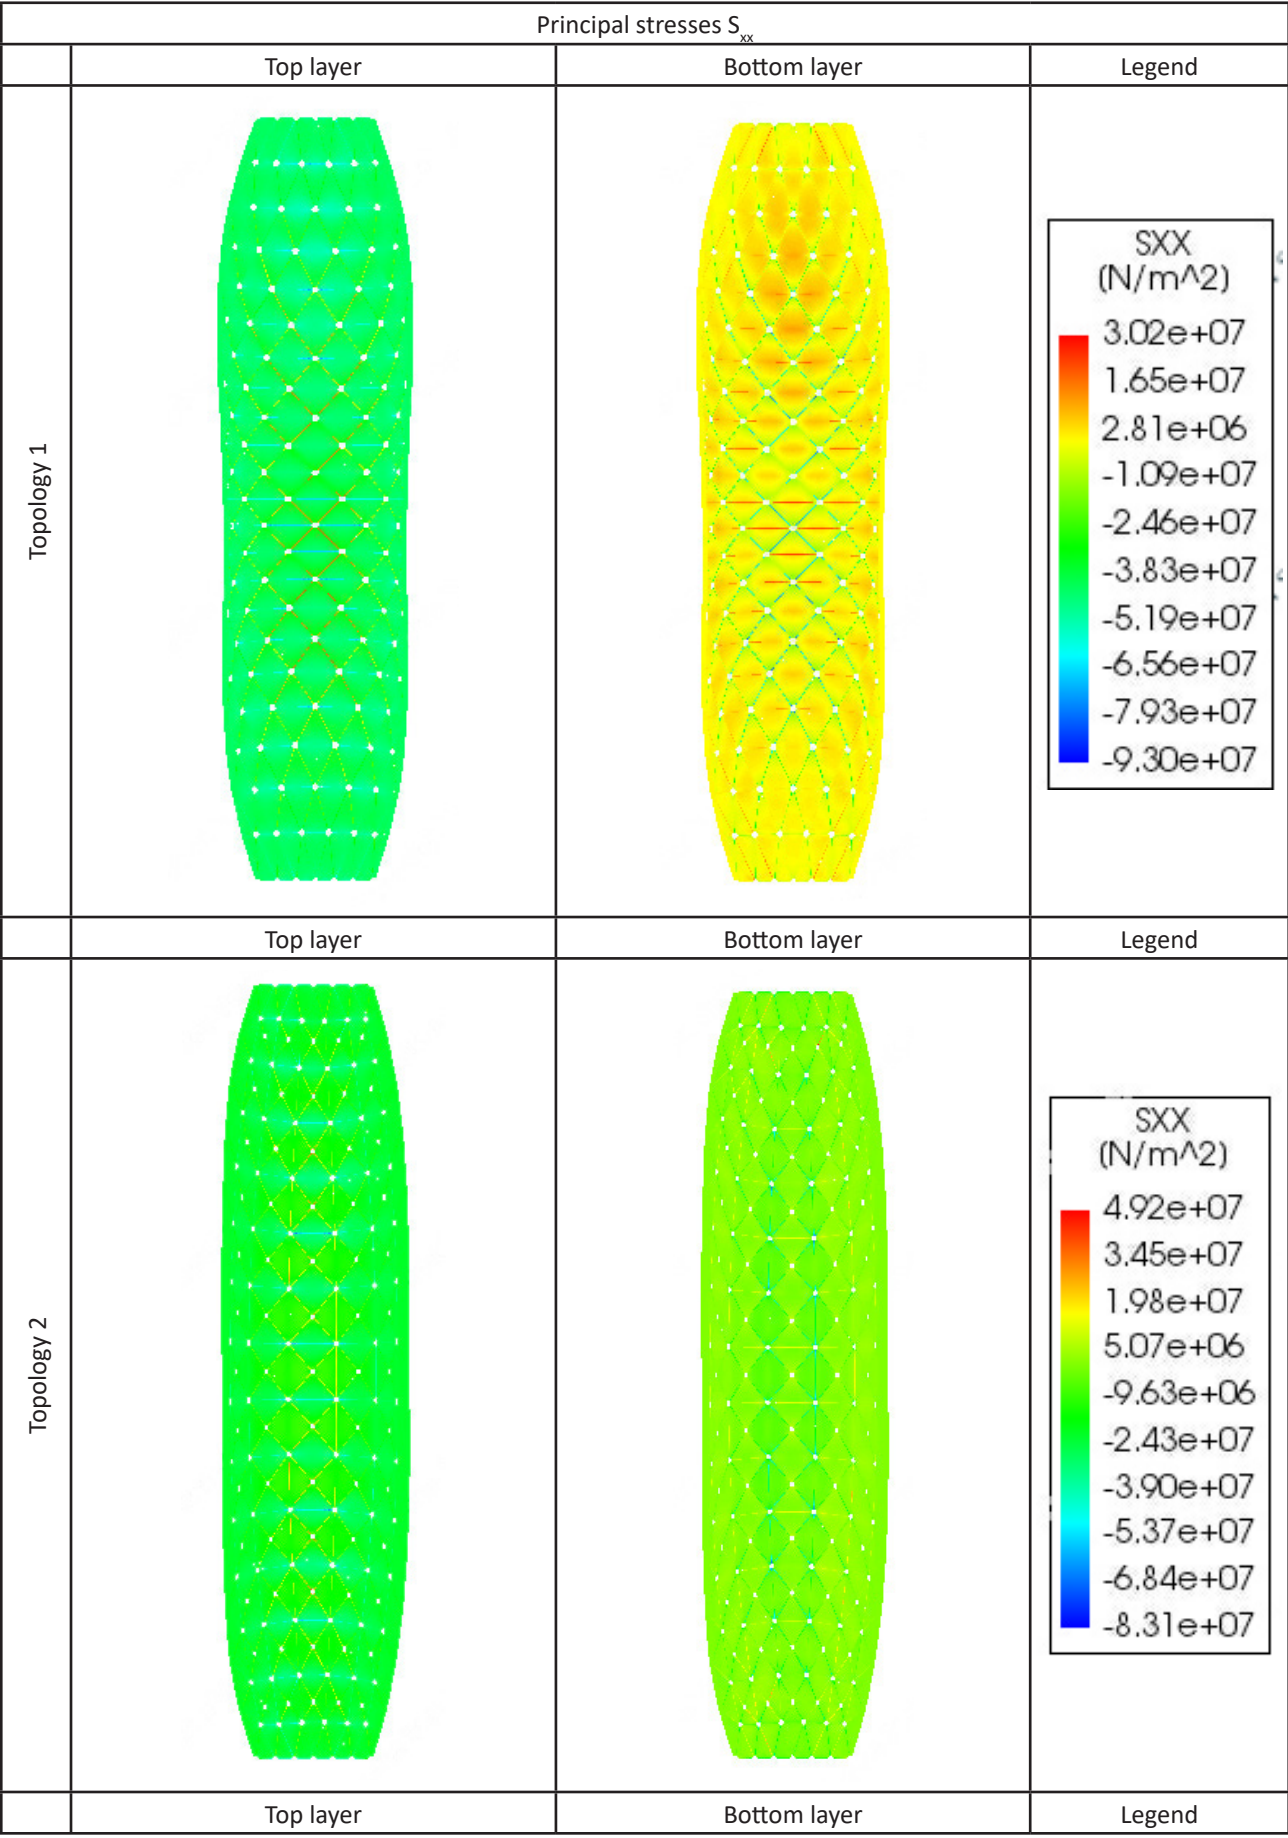 Principal stresses Sxx
Top layer
Bottom layer
Legend
Topology 1
SXX
(N/m^2)
3.02e+07
1.65e+07
2.81e+06
-1.09e+07
-2.46e+07
-3.83e+07
-5.19e+07
-6.56e+07
-7.93e+07
-9.30e+07
Top layer
Bottom layer
Legend
Topology 2
SXX
(N/m^2)
4.92e+07
3.45e+07
1.98e+07
5.07e+06
-9.63e+06
-2.43e+07
-3.90e+07
-5.37e+07
-6.84e+07
-8.31e+07
Top layer
Bottom layer
Legend